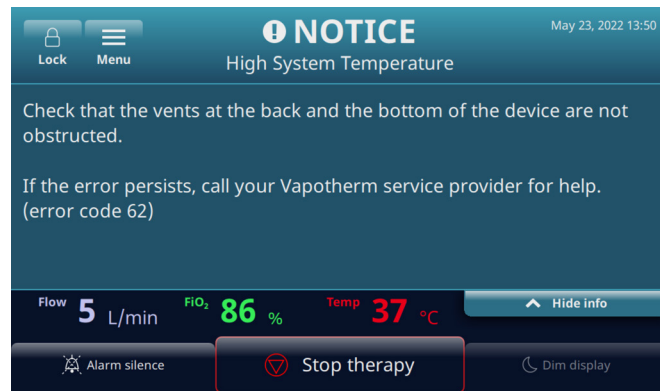 NOTICE
May 23, 2022 13:50
Lock
Menu
High System Temperature
Check that the vents at the back and the bottom of the device are not
obstructed.
If the error persists, call your Vapotherm service provider for help.
(error code 62)
Flow 5 L/min
FiO₂ 86 %
Temp 37 °C
Hide info
Alarm silence
Stop therapy
Dim display